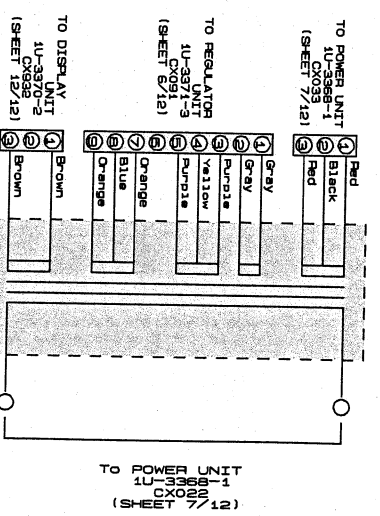 TO POWER UNIT
1U-3368-1
CX033
(SHEET 7/12)
1 Red
2 Black
3 Red
TO REGULATOR
UNIT
1U-3371-3
CX091
(SHEET 6/12)
1 Gray
2 Gray
3 Purple
4 Yellow
5 Purple
6
7 Orange
8 Blue
9 Orange
TO DISPLAY
UNIT
1U-3370-2
CX932
(SHEET 12/12)
1 Brown
2
3 Brown
To POWER UNIT
1U-3368-1
CX022
(SHEET 7/12)